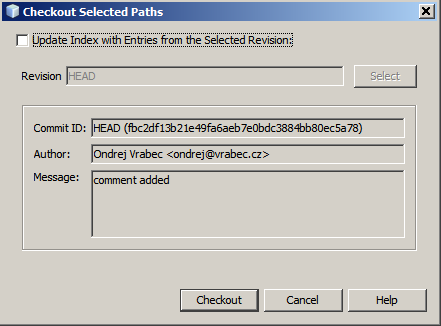 Checkout Selected Paths
Update Index with Entries from the Selected Revision:
Revision HEAD Select
Commit ID: HEAD (fbc2df13b21e49fa6aeb7e0bdc3884bb80ec5a78)
Author: Ondrej Vrabec <ondrej@vrabec.cz>
Message: comment added
Checkout Cancel Help